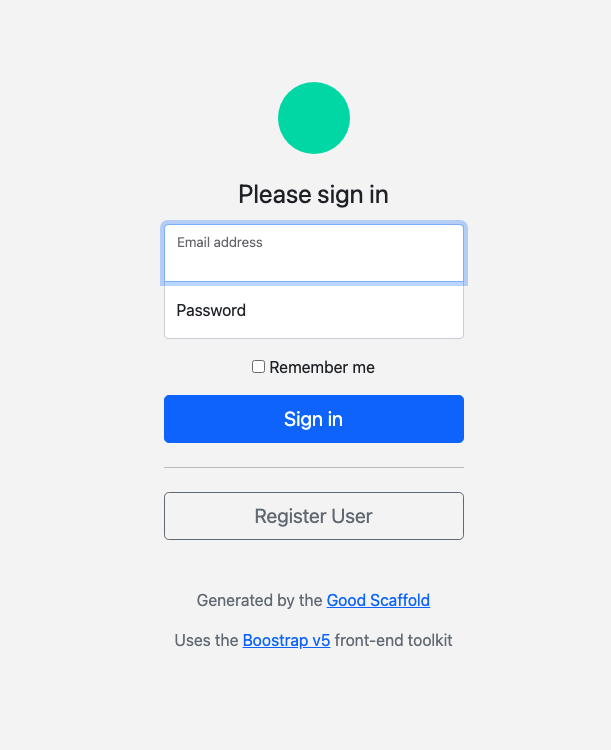 Please sign in
Email address
Password
Remember me
Sign in
Register User
Generated by the Good Scaffold
Uses the Boostrap v5 front-end toolkit